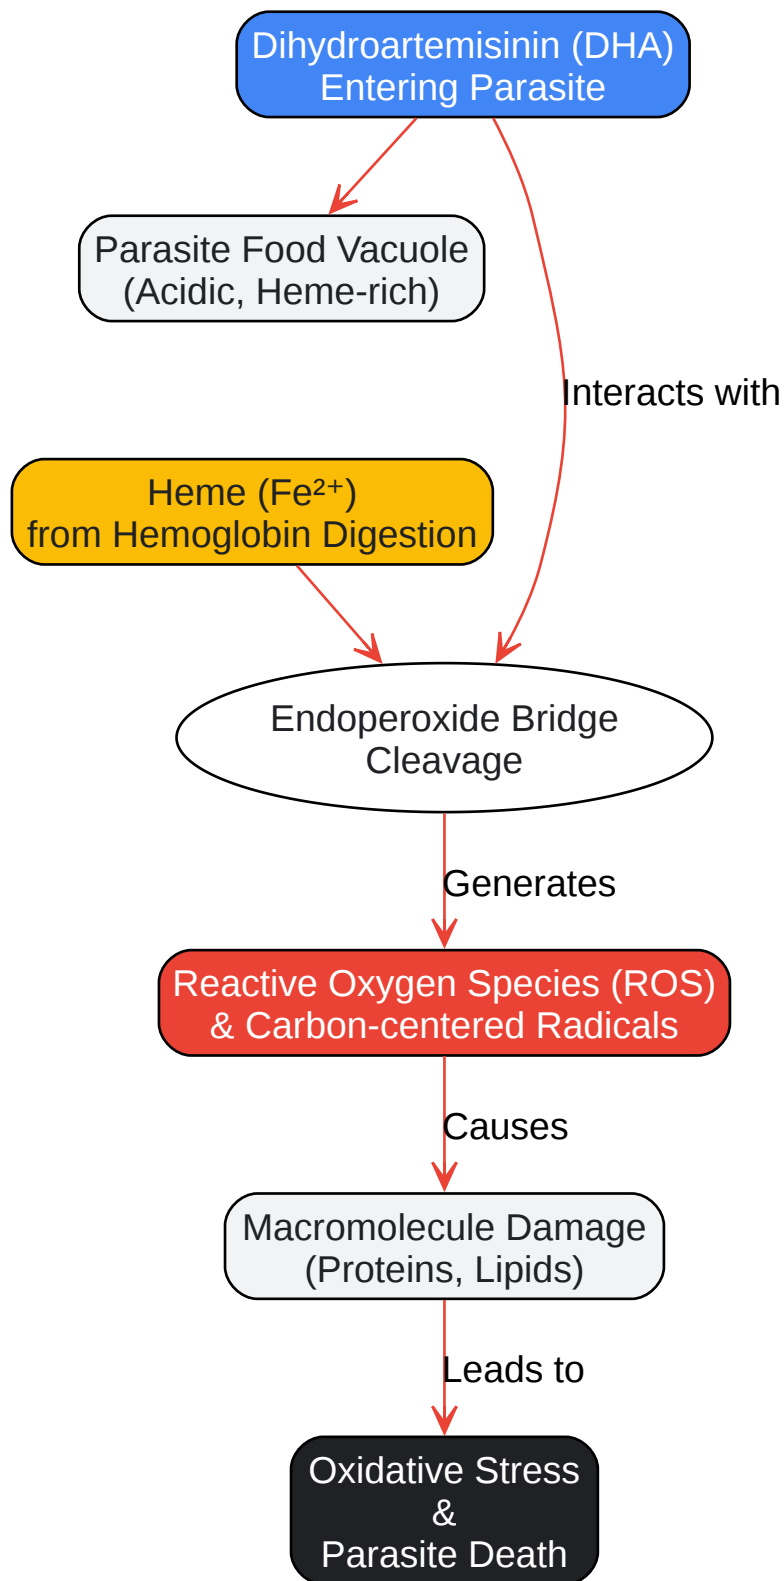 Dihydroartemisinin (DHA)
Entering Parasite
Parasite Food Vacuole
(Acidic, Heme-rich)
Interacts with
Heme (Fe²⁺)
from Hemoglobin Digestion
Endoperoxide Bridge
Cleavage
Generates
Reactive Oxygen Species (ROS)
& Carbon-centered Radicals
Causes
Macromolecule Damage
(Proteins, Lipids)
Leads to
Oxidative Stress
&
Parasite Death